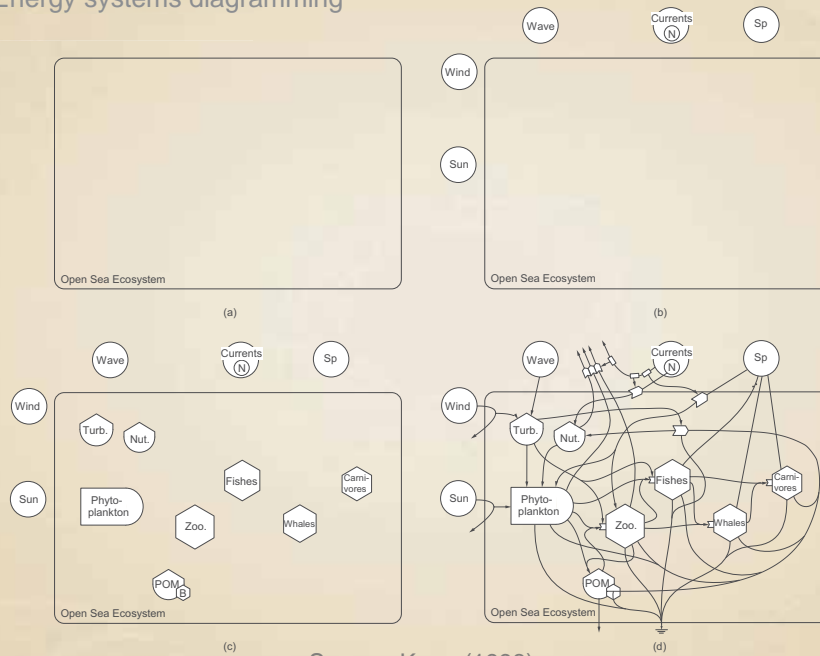 Energy systems diagramming
Open Sea Ecosystem
(a)
Wave
Currents
N
Sp
Wind
Sun
Open Sea Ecosystem
(b)
Wave
Currents
N
Sp
Wind
Sun
Turb.
Nut.
Phyto-
plankton
Zoo.
Fishes
Whales
Carni-
vores
POM
B
Open Sea Ecosystem
(c)
Wave
Currents
N
Sp
Wind
Sun
Turb.
Nut.
Phyto-
plankton
Zoo.
Fishes
Whales
Carni-
vores
POM
Open Sea Ecosystem
(d)